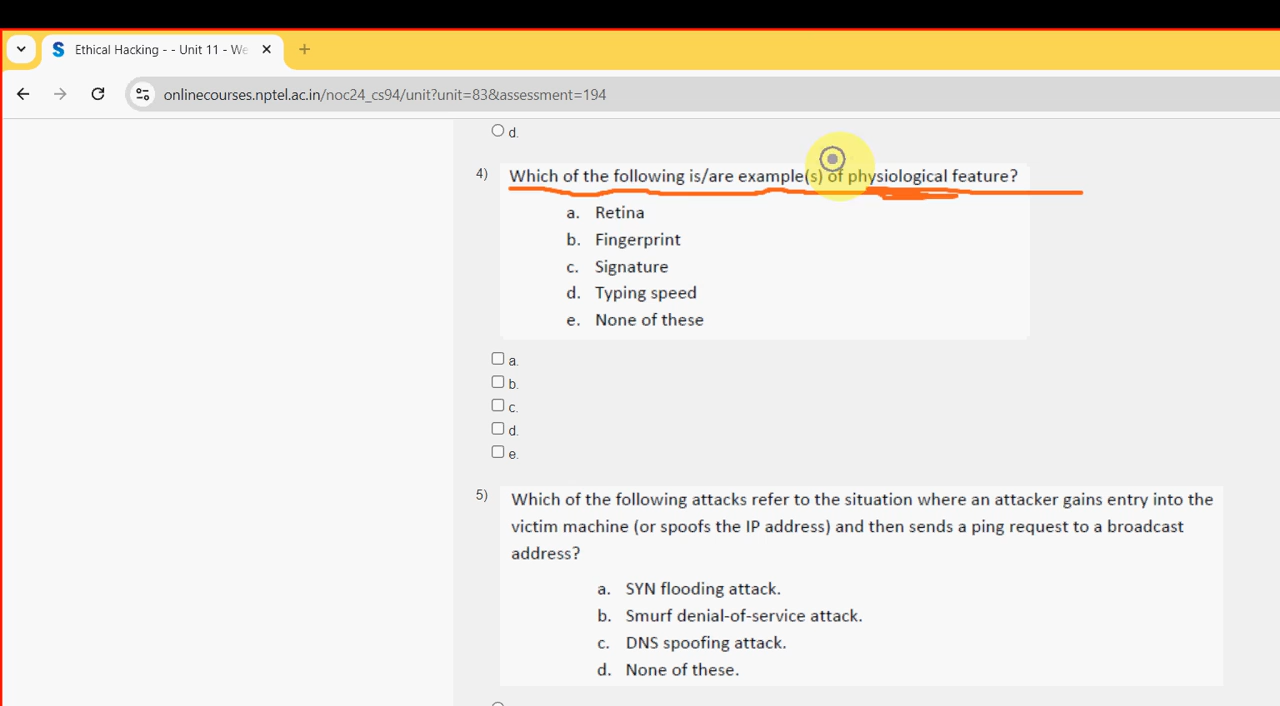 Ethical Hacking - - Unit 11 - We
onlinecourses.nptel.ac.in/noc24_cs94/unit?unit=83&assessment=194
d.
4) Which of the following is/are example(s) of physiological feature?
a. Retina
b. Fingerprint
c. Signature
d. Typing speed
e. None of these
a.
b.
c.
d.
e.
5) Which of the following attacks refer to the situation where an attacker gains entry into the
victim machine (or spoofs the IP address) and then sends a ping request to a broadcast
address?
a. SYN flooding attack.
b. Smurf denial-of-service attack.
c. DNS spoofing attack.
d. None of these.